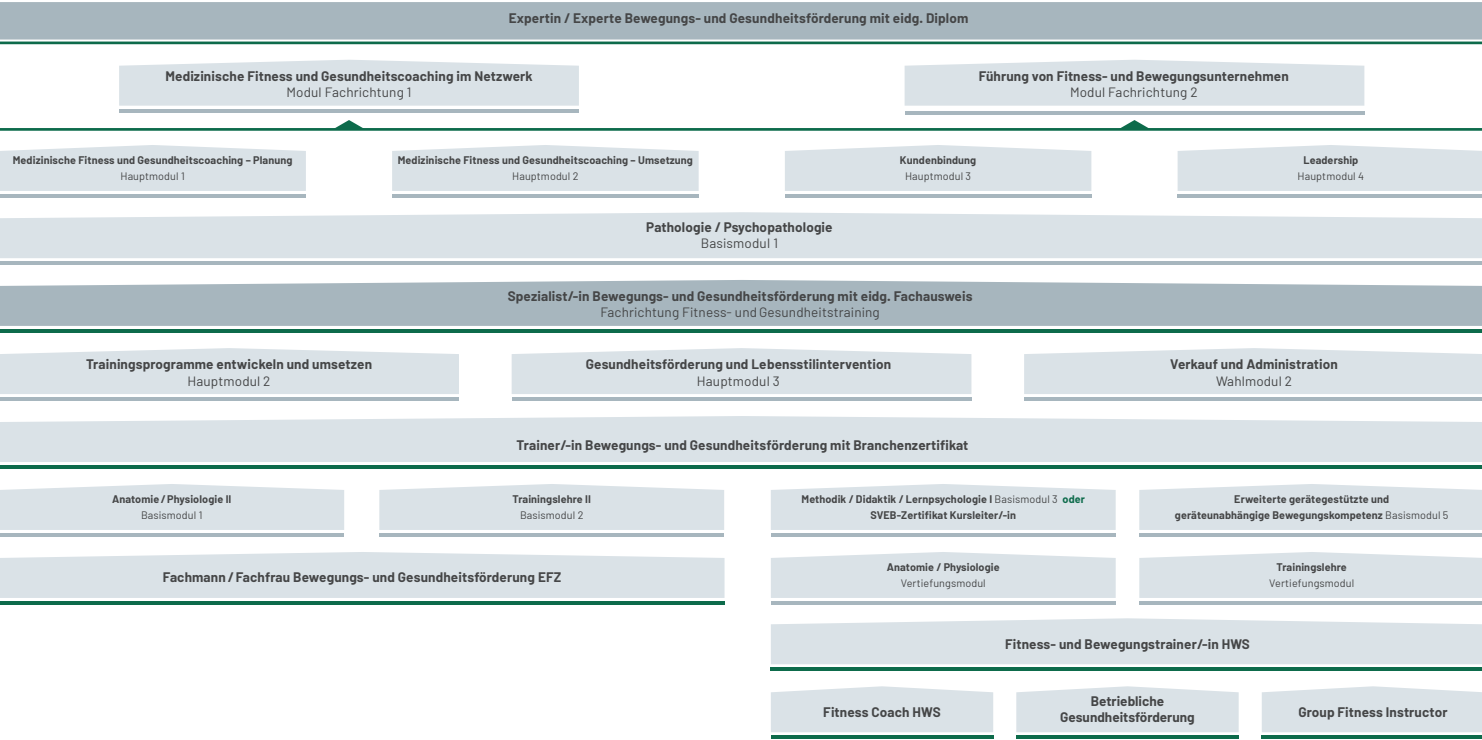 Expertin / Experte Bewegungs- und Gesundheitsförderung mit eidg. Diplom
Medizinische Fitness und Gesundheitscoaching im Netzwerk
Modul Fachrichtung 1
Führung von Fitness- und Bewegungsunternehmen
Modul Fachrichtung 2
Medizinische Fitness und Gesundheitscoaching – Planung
Hauptmodul 1
Medizinische Fitness und Gesundheitscoaching – Umsetzung
Hauptmodul 2
Kundenbindung
Hauptmodul 3
Leadership
Hauptmodul 4
Pathologie / Psychopathologie
Basismodul 1
Spezialist/-in Bewegungs- und Gesundheitsförderung mit eidg. Fachausweis
Fachrichtung Fitness- und Gesundheitstraining
Trainingsprogramme entwickeln und umsetzen
Hauptmodul 2
Gesundheitsförderung und Lebensstilintervention
Hauptmodul 3
Verkauf und Administration
Wahlmodul 2
Trainer/-in Bewegungs- und Gesundheitsförderung mit Branchenzertifikat
Anatomie / Physiologie II
Basismodul 1
Trainingslehre II
Basismodul 2
Methodik / Didaktik / Lernpsychologie I Basismodul 3 oder
SVEB-Zertifikat Kursleiter/-in
Erweiterte gerätegestützte und
geräteunabhängige Bewegungskompetenz Basismodul 5
Fachmann / Fachfrau Bewegungs- und Gesundheitsförderung EFZ
Anatomie / Physiologie
Vertiefungsmodul
Trainingslehre
Vertiefungsmodul
Fitness- und Bewegungstrainer/-in HWS
Fitness Coach HWS
Betriebliche
Gesundheitsförderung
Group Fitness Instructor